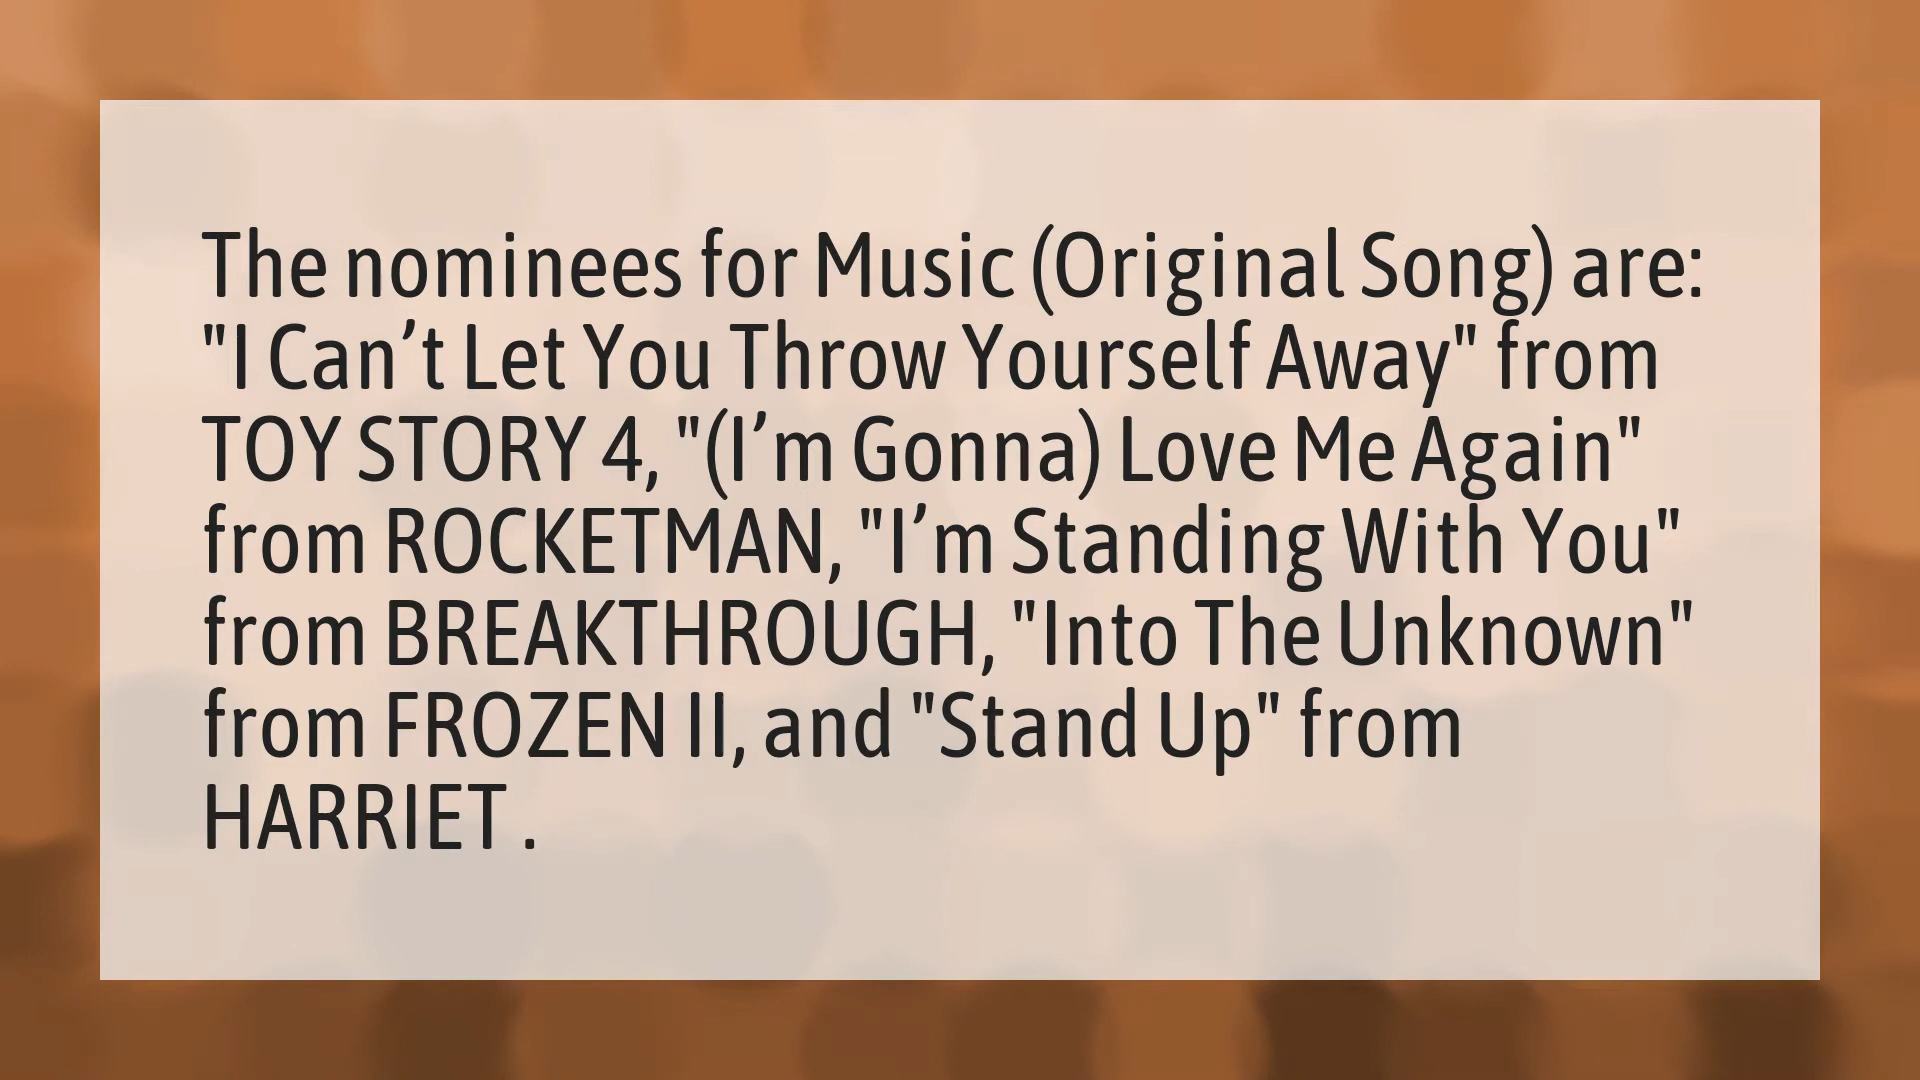 The nominees for Music (Original Song) are:
"I Can’t Let You Throw Yourself Away" from
TOY STORY 4, "(I’m Gonna) Love Me Again"
from ROCKETMAN, "I’m Standing With You"
from BREAKTHROUGH, "Into The Unknown"
from FROZEN II, and "Stand Up" from
HARRIET .